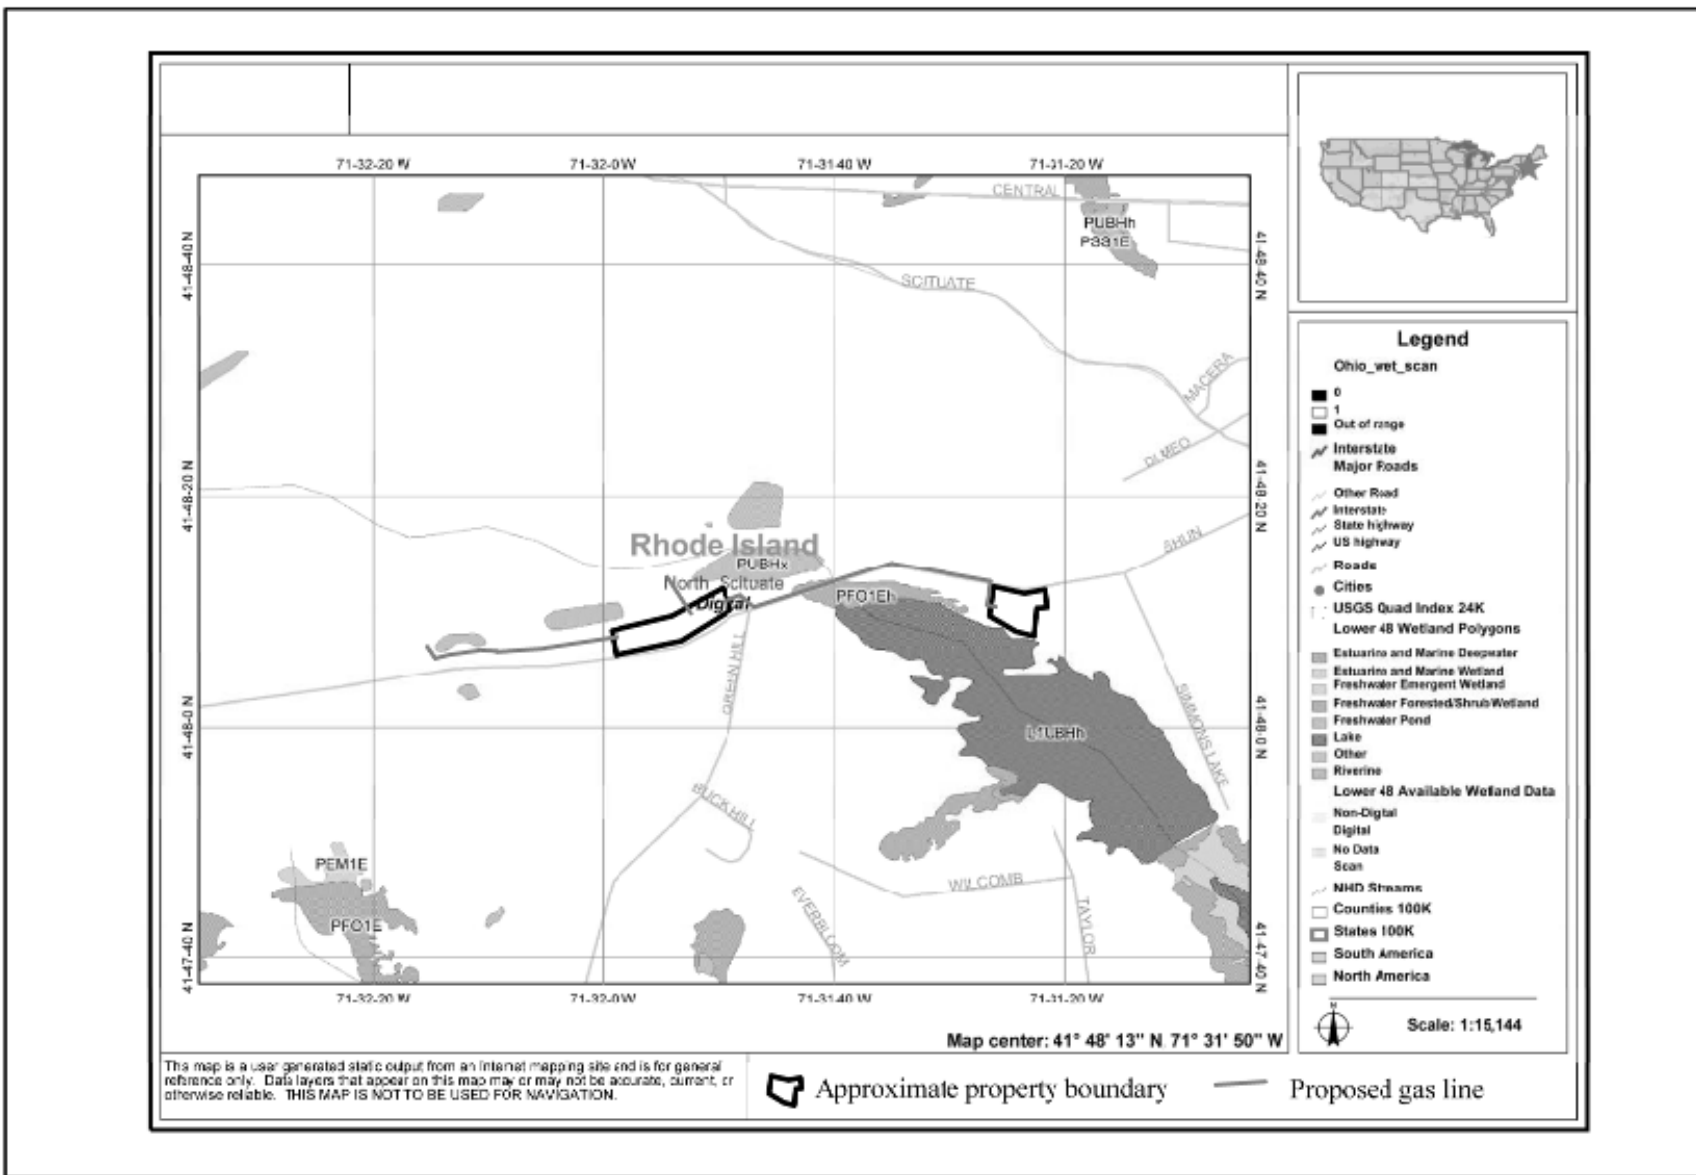 71-32-20 W 71-32-0 W 71-31-40 W 71-31-20 W
CENTRAL
PUBHh
41-48-40 N
41-48-40 N
SCITUATE
MACERA
41-48-20 N
41-48-20 N
SHUN
Rhode Island
PUBHx
North Scituate
Digital
PFO1Eh
GREEN HILL
SIMMONS LAKE
41-48-0 N
L1UBHh
41-48-0 N
BUCK HILL
PEM1E
WILCOMB
EVERBLOOM
TAYLOR
PFO1E
41-47-40 N
41-47-40 N
71-32-20 W 71-32-0 W 71-31-40 W 71-31-20 W
Map center: 41° 48' 13" N, 71° 31' 50" W
Legend
Ohio_wet_scan
0
1
Out of range
Interstate
Major Roads
Other Road
Interstate
State highway
US highway
Roads
Cities
USGS Quad Index 24K
Lower 48 Wetland Polygons
Estuarine and Marine Deepwater
Estuarine and Marine Wetland
Freshwater Emergent Wetland
Freshwater Forested/Shrub Wetland
Freshwater Pond
Lake
Other
Riverine
Lower 48 Available Wetland Data
Non-Digital
Digital
No Data
Scan
NHD Streams
Counties 100K
States 100K
South America
North America
N
Scale: 1:15,144
This map is a user generated static output from an Internet mapping site and is for general
reference only. Data layers that appear on this map may or may not be accurate, current, or
otherwise reliable. THIS MAP IS NOT TO BE USED FOR NAVIGATION.
Approximate property boundary
Proposed gas line